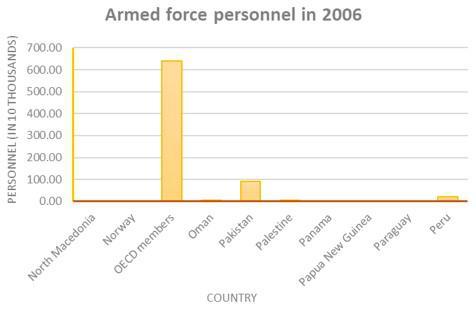 Armed force personnel in 2006
PERSONNEL (IN 10 THOUSANDS)
700.00
600.00
500.00
400.00
300.00
200.00
100.00
0.00
North Macedonia
Norway
OECD members
Oman
Pakistan
Palestine
Panama
Papua New Guinea
Paraguay
Peru
COUNTRY